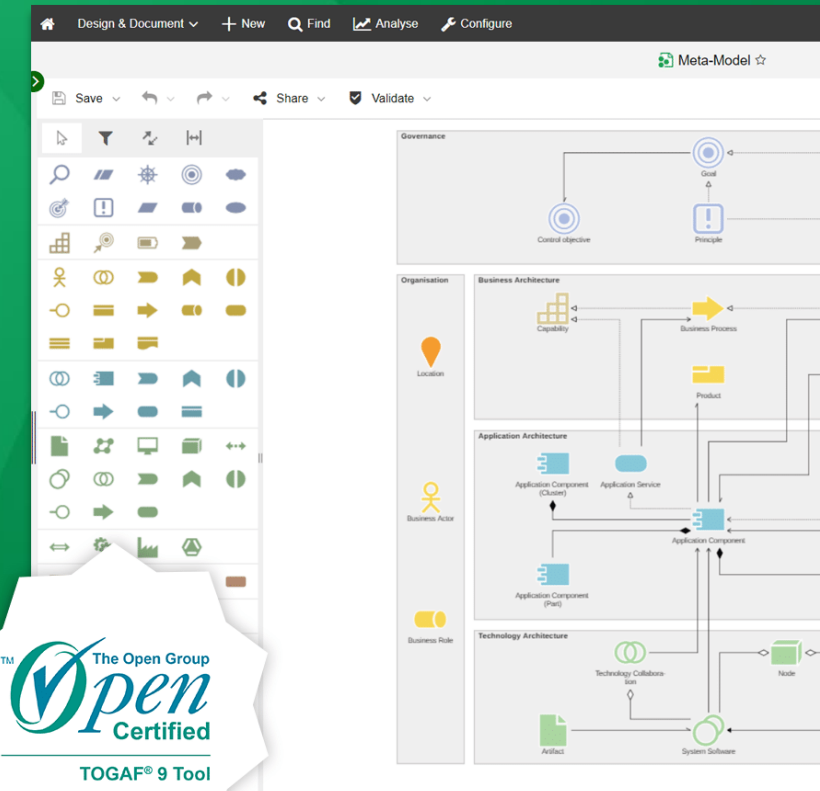 Design & Document
New
Find
Analyse
Configure
Meta-Model
Save
Share
Validate
Governance
Goal
Control objective
Principle
Organisation
Business Architecture
Capability
Business Process
Location
Product
Application Architecture
Application Component
(Cluster)
Application Service
Business Actor
Application Component
Application Component
(Part)
Business Role
Technology Architecture
Technology Collabora-
tion
Node
Artifact
System Software
TM
The Open Group
Open
Certified
TOGAF® 9 Tool